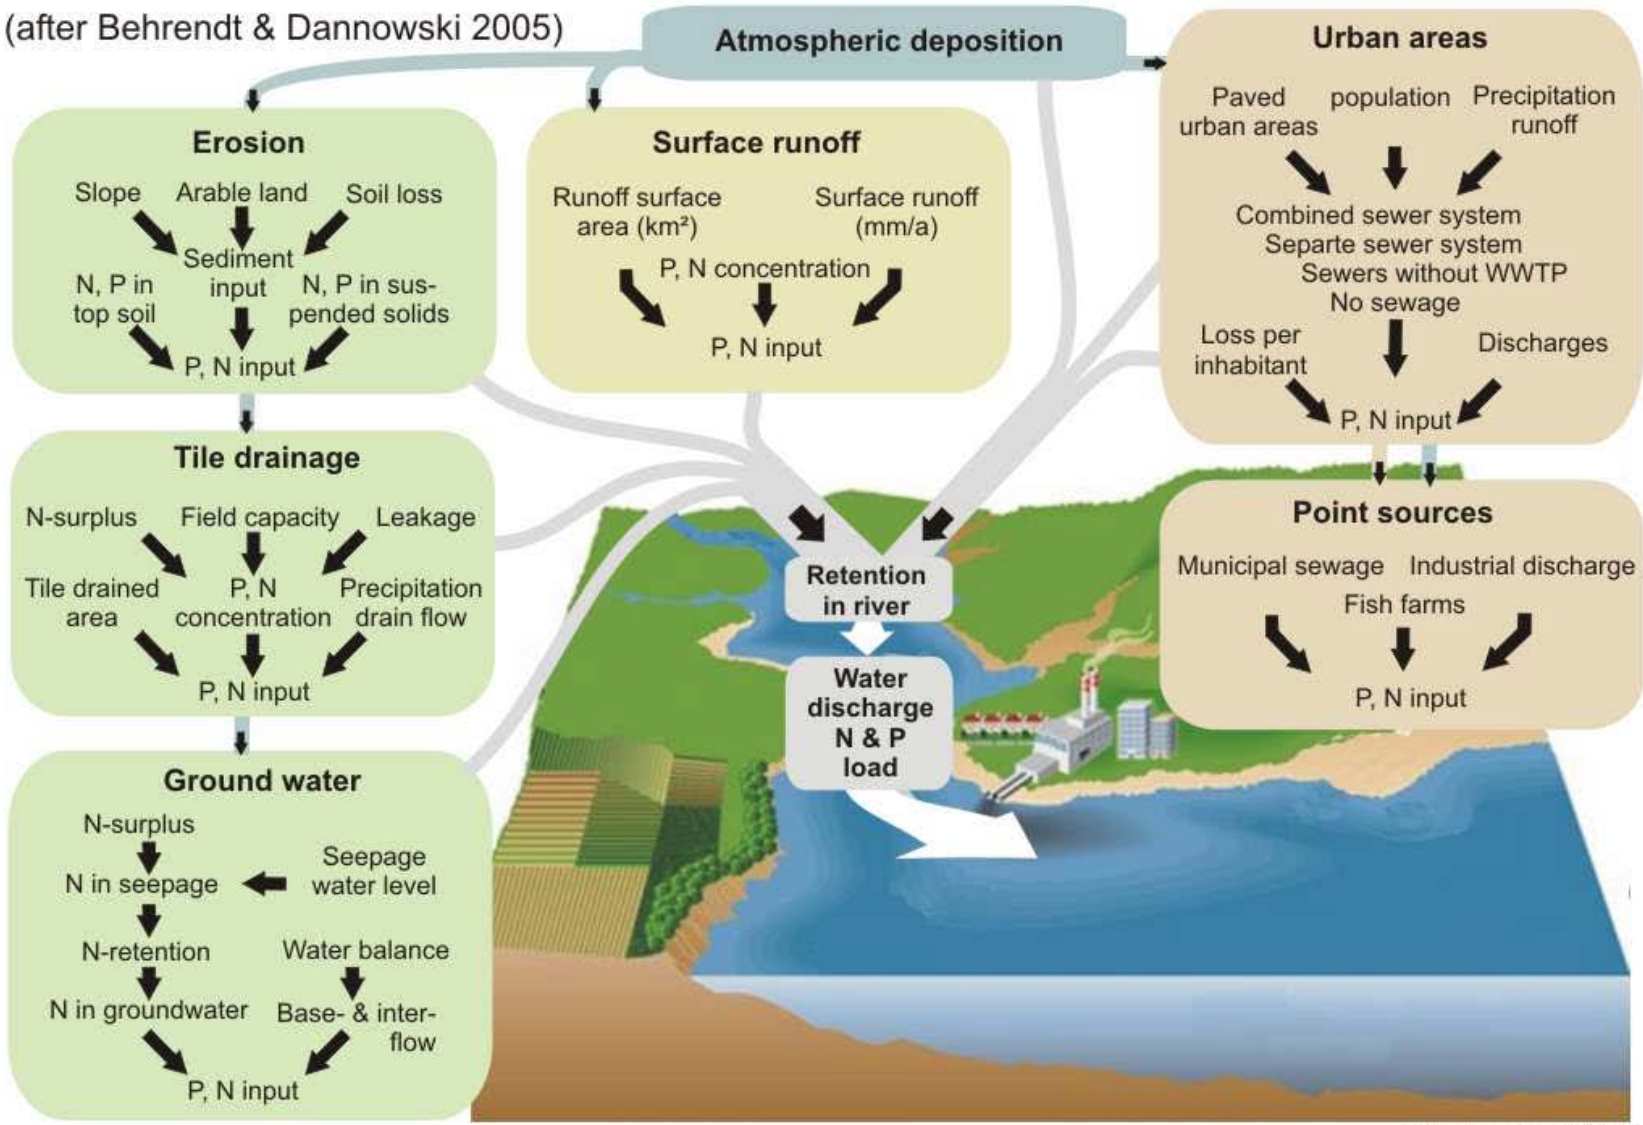 (after Behrendt & Dannowski 2005)
Atmospheric deposition
Erosion
Slope
Arable land
Soil loss
Sediment
input
N, P in
top soil
N, P in sus-
pended solids
P, N input
Surface runoff
Runoff surface
area (km²)
Surface runoff
(mm/a)
P, N concentration
P, N input
Urban areas
Paved
urban areas
population
Precipitation
runoff
Combined sewer system
Separte sewer system
Sewers without WWTP
No sewage
Loss per
inhabitant
Discharges
P, N input
Tile drainage
N-surplus
Field capacity
Leakage
Tile drained
area
P, N
concentration
Precipitation
drain flow
P, N input
Point sources
Municipal sewage
Industrial discharge
Fish farms
P, N input
Retention
in river
Water
discharge
N & P
load
Ground water
N-surplus
N in seepage
Seepage
water level
N-retention
Water balance
N in groundwater
Base- & inter-
flow
P, N input